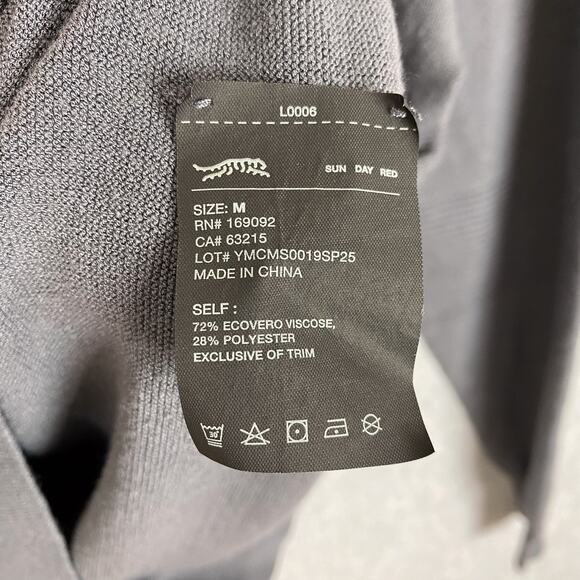 L0006
SUN DAY RED
SIZE: M
RN# 169092
CA# 63215
LOT# YMCMS0019SP25
MADE IN CHINA
SELF :
72% ECOVERO VISCOSE,
28% POLYESTER
EXCLUSIVE OF TRIM
30°